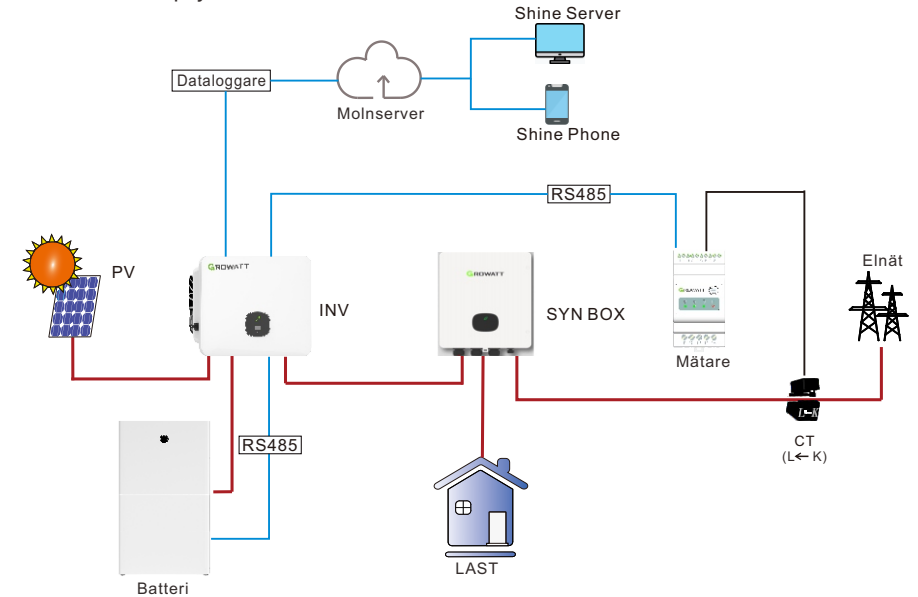 Shine Server
Dataloggare
Molnserver
Shine Phone
RS485
PV
GROWATT
INV
GROWATT
SYN BOX
GROWATT
Mätare
Elnät
L–K
CT
(L← K)
RS485
LAST
Batteri